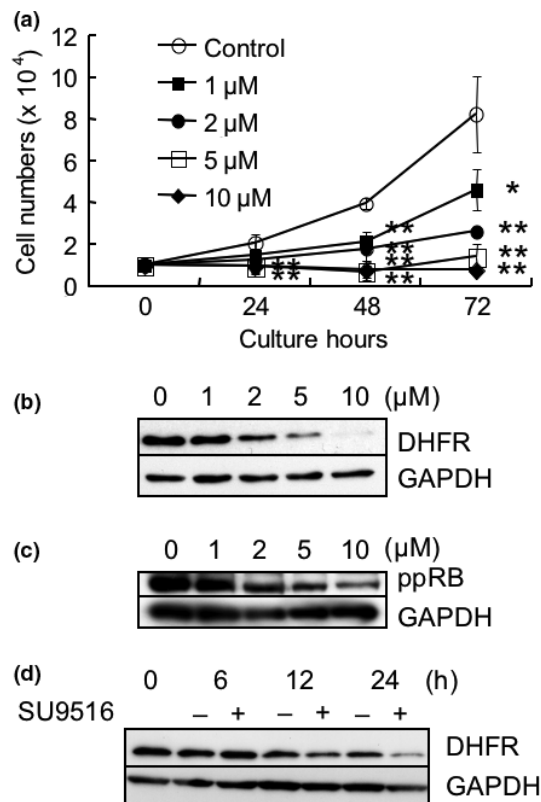 (a)
12
10
8
6
4
2
0
Cell numbers (x 10⁴)
Control
1 µM
2 µM
5 µM
10 µM
*
**
**
**
**
**
**
**
**
**
0 24 48 72
Culture hours
(b)
0 1 2 5 10 (µM)
DHFR
GAPDH
(c)
0 1 2 5 10 (µM)
ppRB
GAPDH
(d)
0 6 12 24 (h)
SU9516 – + – + – +
DHFR
GAPDH